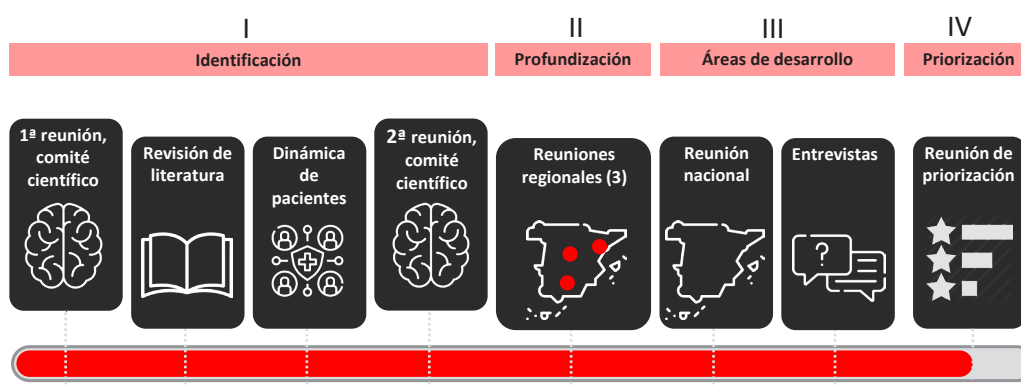 I
II
III
IV
Identificación
Profundización
Áreas de desarrollo
Priorización
1ª reunión,
comité
científico
Revisión de
literatura
Dinámica
de
pacientes
2ª reunión,
comité
científico
Reuniones
regionales (3)
Reunión
nacional
Entrevistas
?
Reunión de
priorización